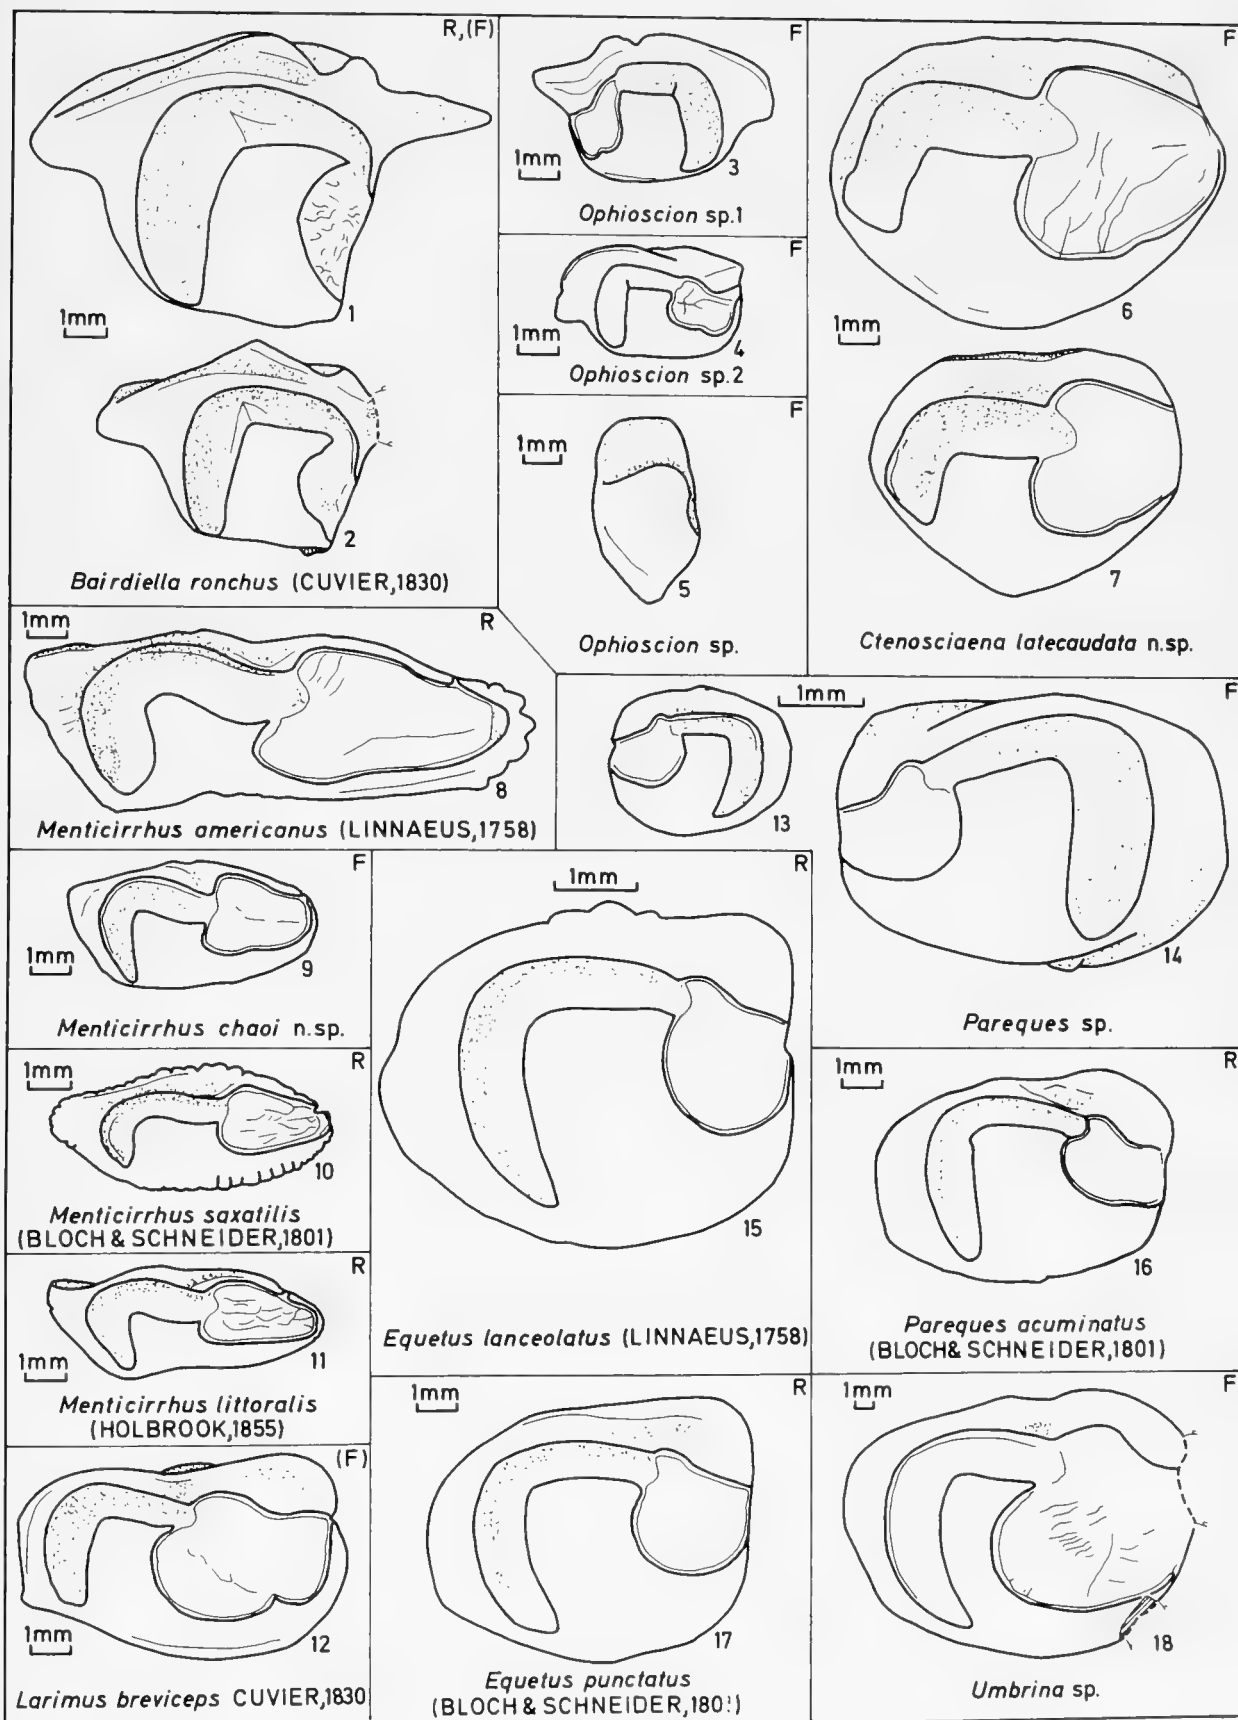 R,(F)
1mm
1
2
Bairdiella ronchus (CUVIER,1830)
F
1mm
3
Ophioscion sp.1
F
1mm
4
Ophioscion sp.2
F
1mm
5
Ophioscion sp.
F
6
1mm
7
Ctenosciaena latecaudata n.sp.
1mm
R
8
Menticirrhus americanus (LINNAEUS,1758)
F
1mm
9
Menticirrhus chaoi n.sp.
R
1mm
10
Menticirrhus saxatilis
(BLOCH & SCHNEIDER,1801)
R
1mm
11
Menticirrhus littoralis
(HOLBROOK,1855)
(F)
1mm
12
Larimus breviceps CUVIER,1830
1mm
F
13
14
Pareques sp.
R
1mm
15
Equetus lanceolatus (LINNAEUS,1758)
R
1mm
16
Pareques acuminatus
(BLOCH & SCHNEIDER,1801)
1mm
R
17
Equetus punctatus
(BLOCH & SCHNEIDER,
1mm
F
18
Umbrina sp.